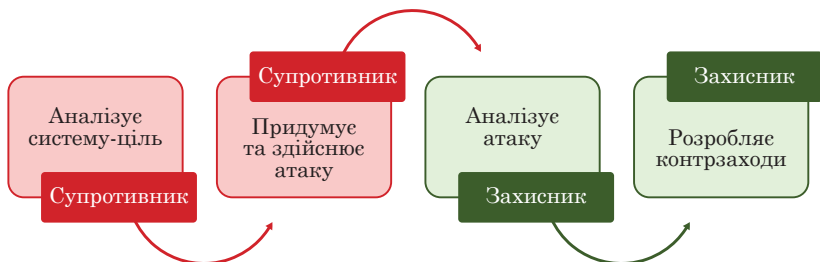 Аналізує
систему-ціль
Супротивник
Супротивник
Придумує
та здійснює
атаку
Аналізує
атаку
Захисник
Захисник
Розробляє
контрзаходи